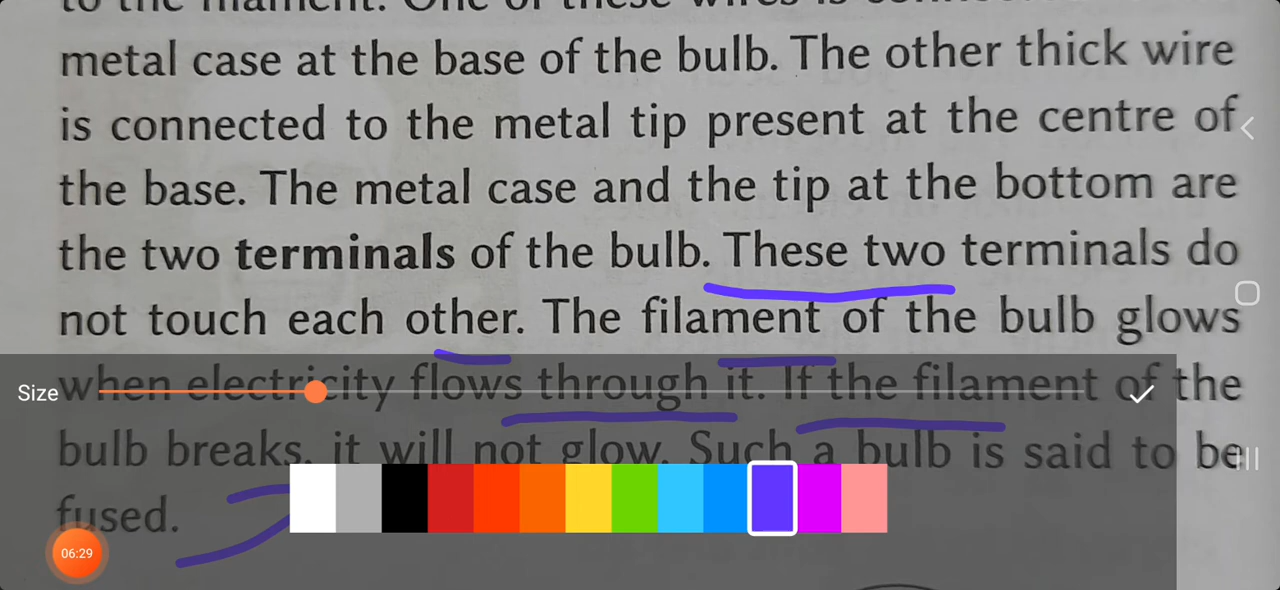 metal case at the base of the bulb. The other thick wire
is connected to the metal tip present at the centre of
the base. The metal case and the tip at the bottom are
the two terminals of the bulb. These two terminals do
not touch each other. The filament of the bulb glows
Size
when electricity flows through it. If the filament of the
bulb breaks, it will not glow. Such a bulb is said to be
fused.
06:29